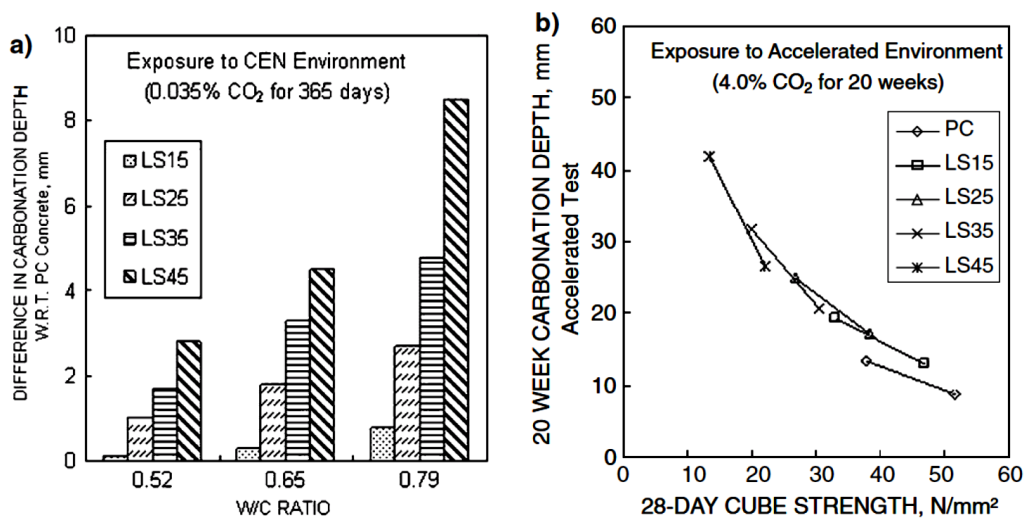 a)
DIFFERENCE IN CARBONATION DEPTH
W.R.T. PC Concrete, mm
10
8
6
4
2
0
Exposure to CEN Environment
(0.035% CO₂ for 365 days)
LS15
LS25
LS35
LS45
0.52 0.65 0.79
W/C RATIO
b)
20 WEEK CARBONATION DEPTH, mm
Accelerated Test
60
50
40
30
20
10
0
Exposure to Accelerated Environment
(4.0% CO₂ for 20 weeks)
PC
LS15
LS25
LS35
LS45
0 10 20 30 40 50 60
28-DAY CUBE STRENGTH, N/mm²